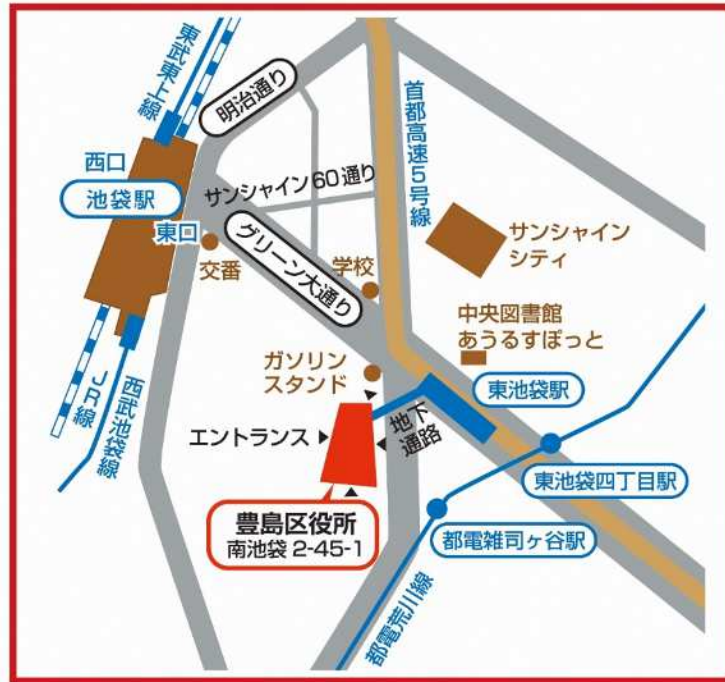 東武東上線
明治通り
首都高速5号線
西口
池袋駅
サンシャイン60通り
東口
交番
グリーン大通り
学校
サンシャイン
シティ
中央図書館
あうるすぽっと
ガソリン
スタンド
東池袋駅
JR線
西武池袋線
エントランス
地下
通路
東池袋四丁目駅
豊島区役所
南池袋 2-45-1
都電雑司ヶ谷駅
都電荒川線